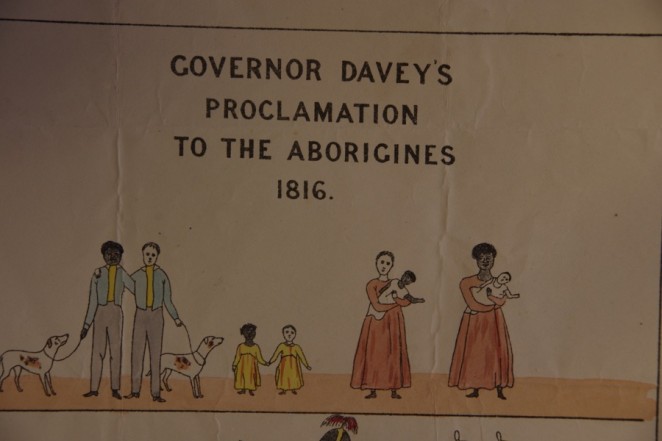 GOVERNOR DAVEY'S
PROCLAMATION
TO THE ABORIGINES
1816.